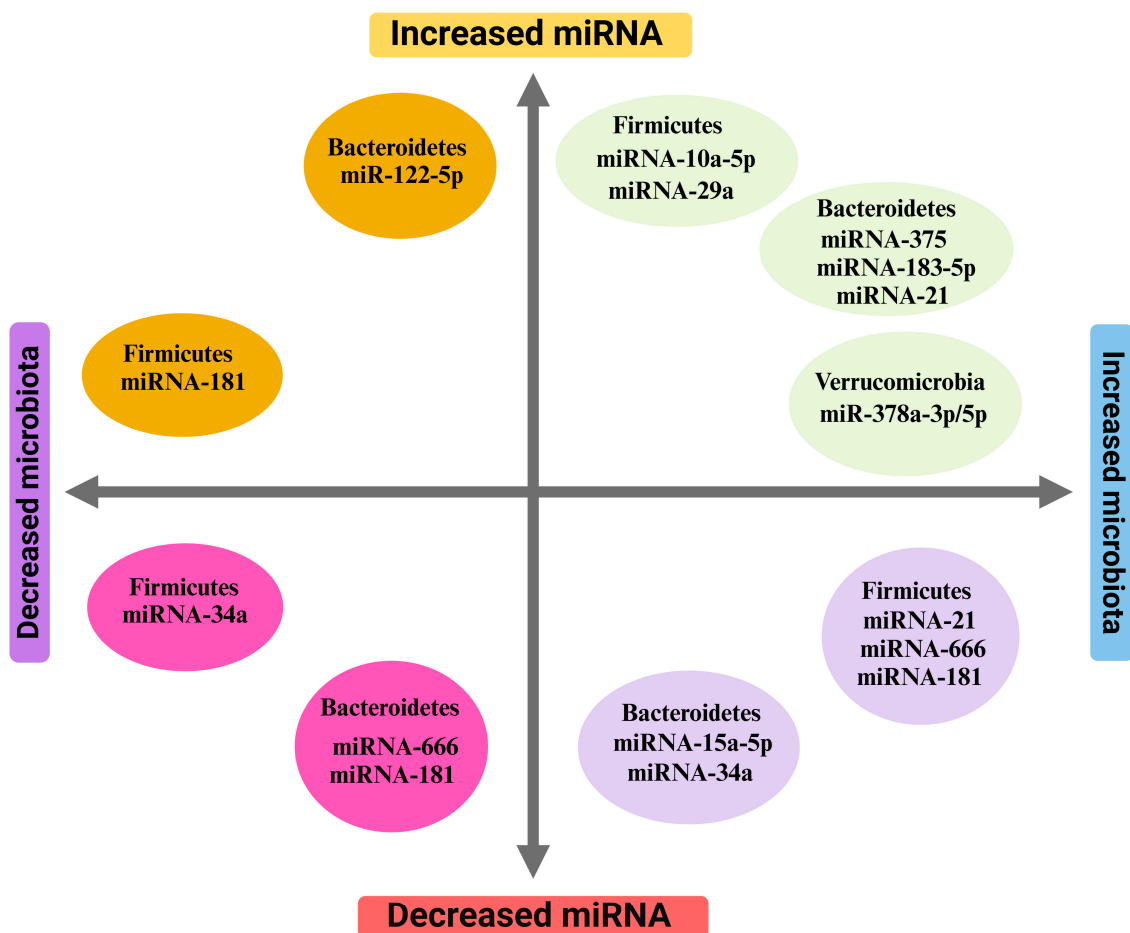 Increased miRNA
Bacteroidetes
miR-122-5p
Firmicutes
miRNA-10a-5p
miRNA-29a
Bacteroidetes
miRNA-375
miRNA-183-5p
miRNA-21
Firmicutes
miRNA-181
Verrucomicrobia
miR-378a-3p/5p
Decreased microbiota
Increased microbiota
Firmicutes
miRNA-34a
Firmicutes
miRNA-21
miRNA-666
miRNA-181
Bacteroidetes
miRNA-666
miRNA-181
Bacteroidetes
miRNA-15a-5p
miRNA-34a
Decreased miRNA